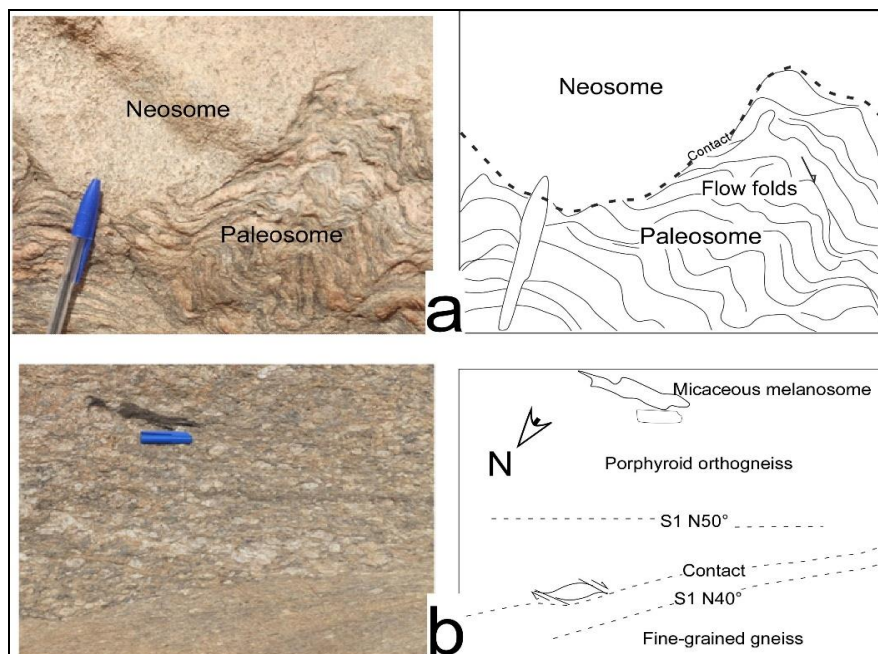 Neosome
Paleosome
a
Neosome
Contact
Flow folds
Paleosome
b
Micaceous melanosome
N
Porphyroid orthogneiss
S1 N50°
Contact
S1 N40°
Fine-grained gneiss